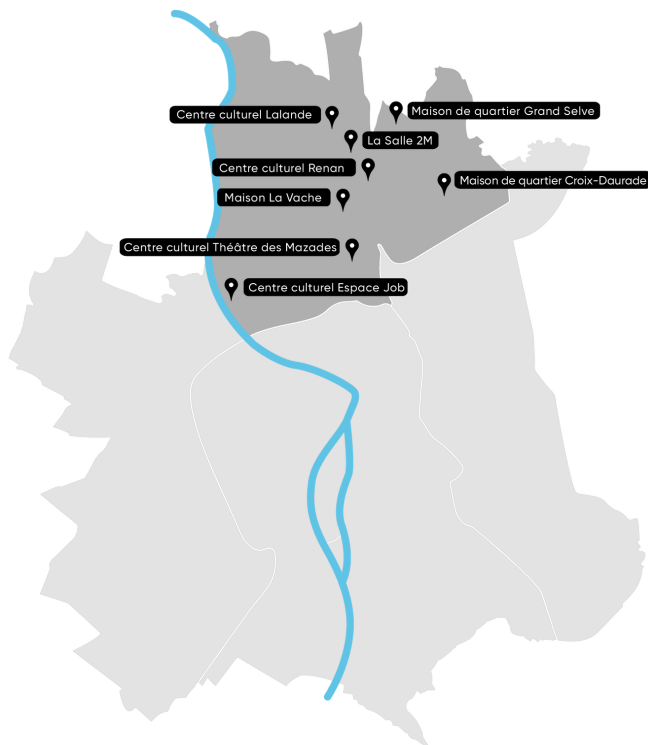 Maison de quartier Grand Selve
Centre culturel Lalande
La Salle 2M
Centre culturel Renan
Maison de quartier Croix-Daurade
Maison La Vache
Centre culturel Théâtre des Mazades
Centre culturel Espace Job